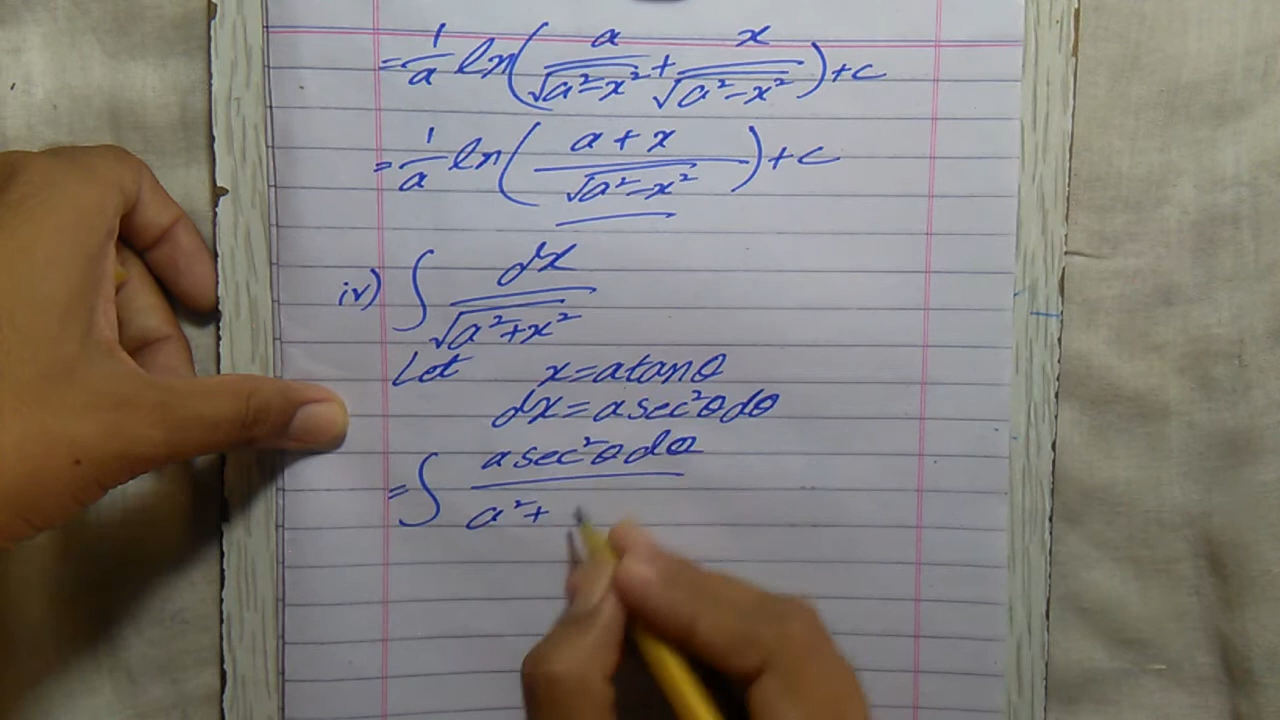 = 1/a ln( a/√(a²-x²) + x/√(a²-x²) ) + c
= 1/a ln( (a + x)/√(a²-x²) ) + c
iv) ∫ dx/√(a²+x²)
Let x = a tanθ
dx = a sec²θ dθ
= ∫ a sec²θ dθ / a² +